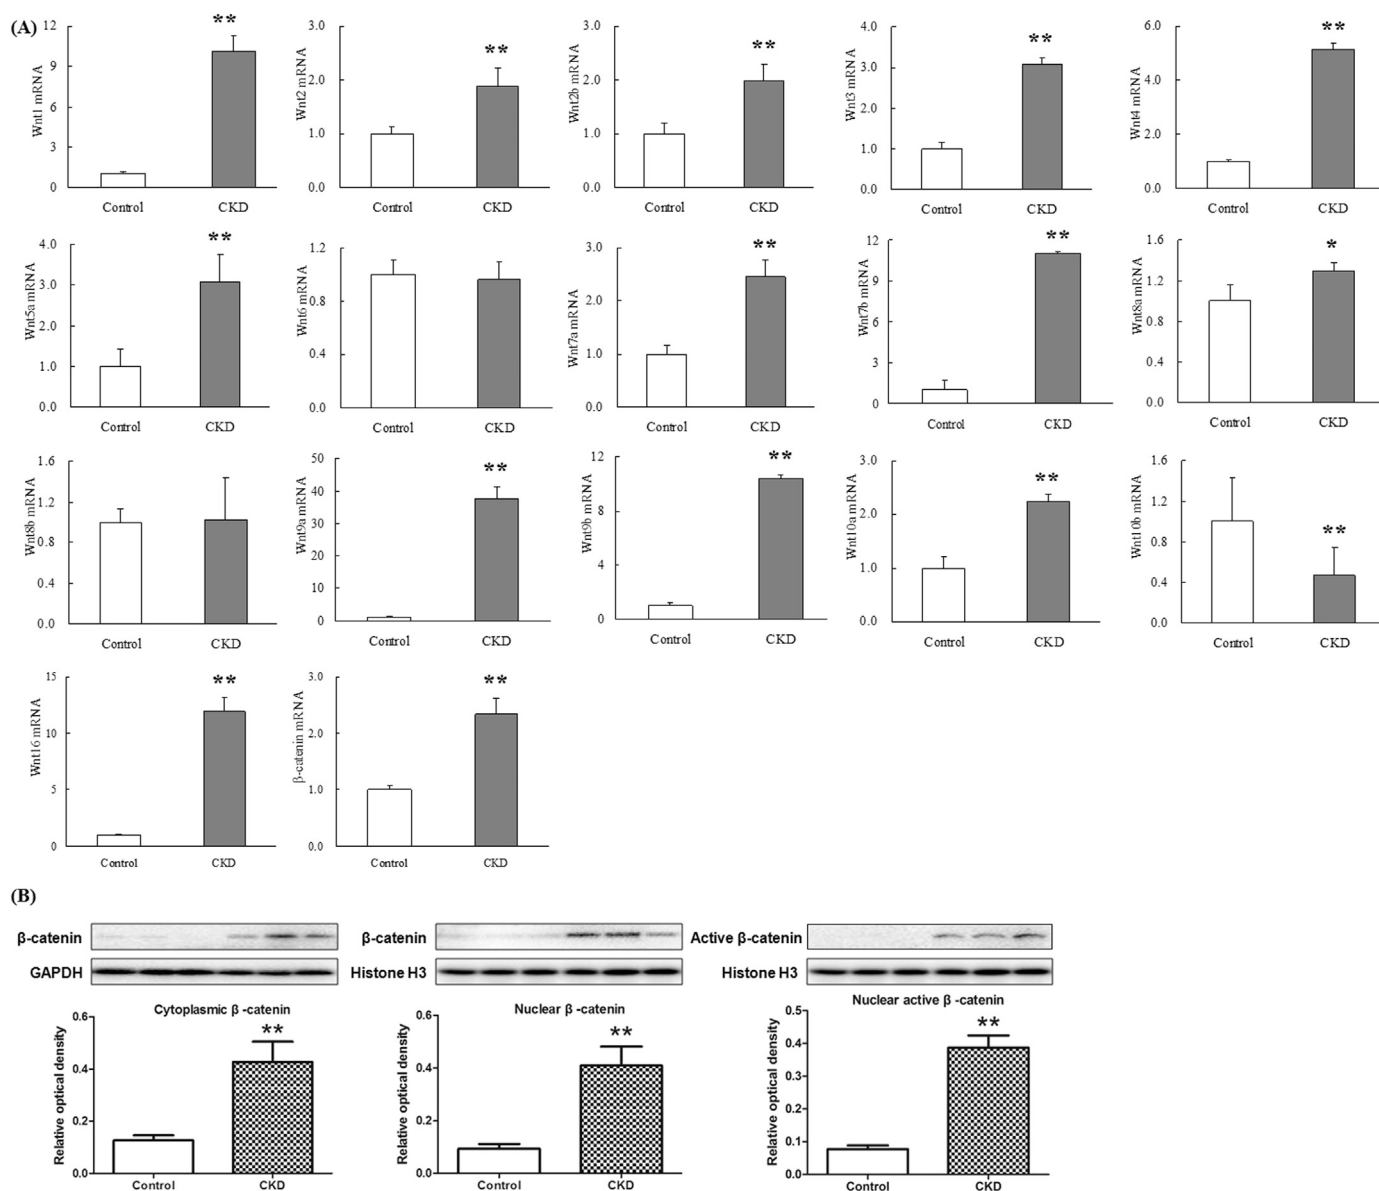 (A)
Wnt1 mRNA
12
9
6
3
0
**
Control CKD
Wnt2 mRNA
3.0
2.0
1.0
0.0
**
Control CKD
Wnt2b mRNA
3.0
2.0
1.0
0.0
**
Control CKD
Wnt3 mRNA
4.0
3.0
2.0
1.0
0.0
**
Control CKD
Wnt4 mRNA
6.0
4.0
2.0
0.0
**
Control CKD
Wnt5a mRNA
4.0
3.0
2.0
1.0
0.0
**
Control CKD
Wnt6 mRNA
1.2
0.8
0.4
0.0
Control CKD
Wnt7a mRNA
3.0
2.0
1.0
0.0
**
Control CKD
Wnt7b mRNA
12
9
6
3
0
**
Control CKD
Wnt8a mRNA
1.6
1.2
0.8
0.4
0.0
*
Control CKD
Wnt8b mRNA
1.6
1.2
0.8
0.4
0.0
Control CKD
Wnt9a mRNA
50
40
30
20
10
0
**
Control CKD
Wnt9b mRNA
12
8
4
0
**
Control CKD
Wnt10a mRNA
3.0
2.0
1.0
0.0
**
Control CKD
Wnt10b mRNA
1.6
1.2
0.8
0.4
0.0
**
Control CKD
Wnt16 mRNA
15
10
5
0
**
Control CKD
β-catenin mRNA
3.0
2.0
1.0
0.0
**
Control CKD
(B)
β-catenin
GAPDH
Cytoplasmic β -catenin
Relative optical density
0.6
0.4
0.2
0.0
**
Control CKD
β-catenin
Histone H3
Nuclear β -catenin
Relative optical density
0.6
0.4
0.2
0.0
**
Control CKD
Active β-catenin
Histone H3
Nuclear active β -catenin
Relative optical density
0.5
0.4
0.3
0.2
0.1
0.0
**
Control CKD